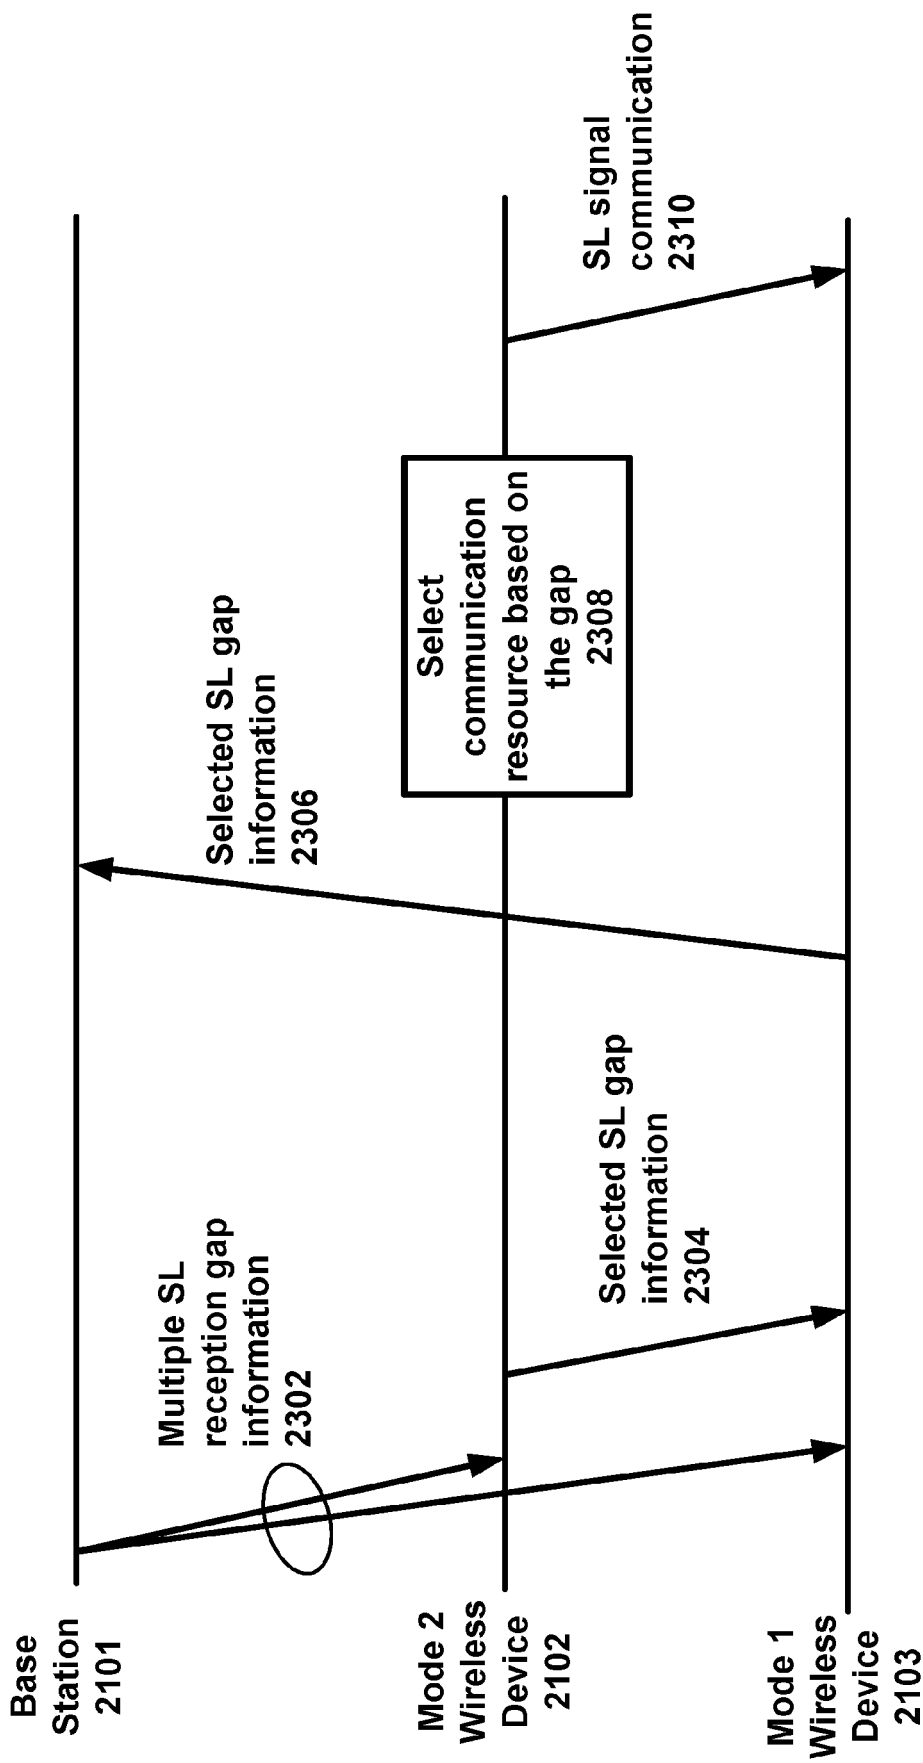 Base
Station
2101
Mode 2
Wireless
Device
2102
Mode 1
Wireless
Device
2103
Multiple SL
reception gap
information
2302
Selected SL gap
information
2304
Selected SL gap
information
2306
Select
communication
resource based on
the gap
2308
SL signal
communication
2310